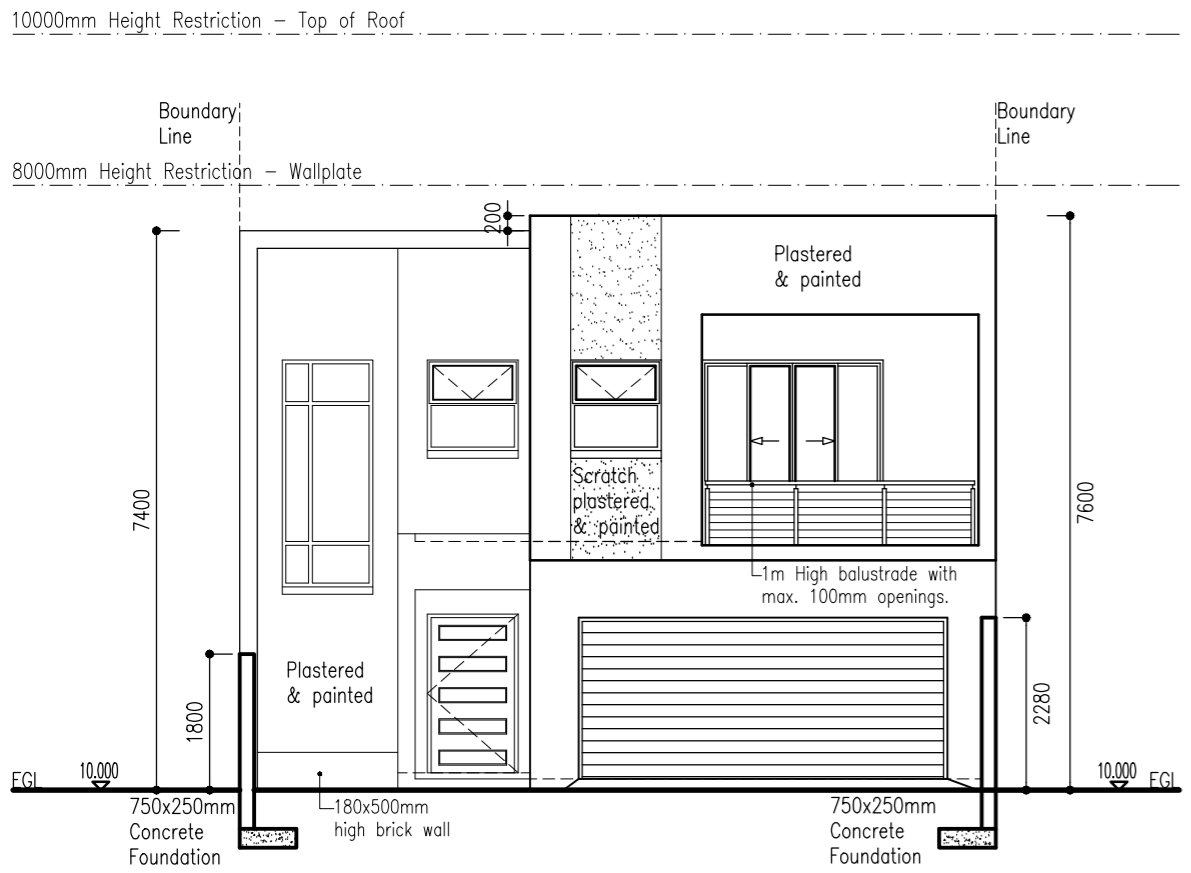 10000mm Height Restriction - Top of Roof
Boundary
Line
Boundary
Line
8000mm Height Restriction - Wallplate
200
Plastered
& painted
7400
Scratch
plastered
& painted
7600
1m High balustrade with
max. 100mm openings.
Plastered
& painted
1800
2280
EGL
10.000
10.000
EGL
750x250mm
Concrete
Foundation
180x500mm
high brick wall
750x250mm
Concrete
Foundation